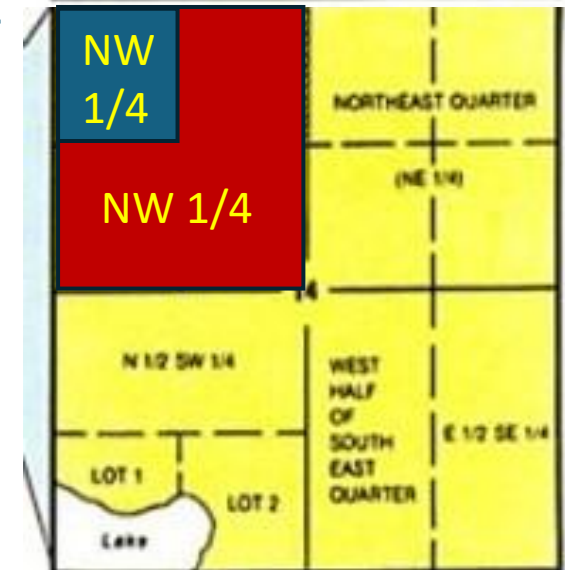 NW
1/4
NW 1/4
NORTHEAST QUARTER
(NE 1/4)
14
N 1/2 SW 1/4
WEST
HALF
OF
SOUTH
EAST
QUARTER
E 1/2 SE 1/4
LOT 1
LOT 2
Lake